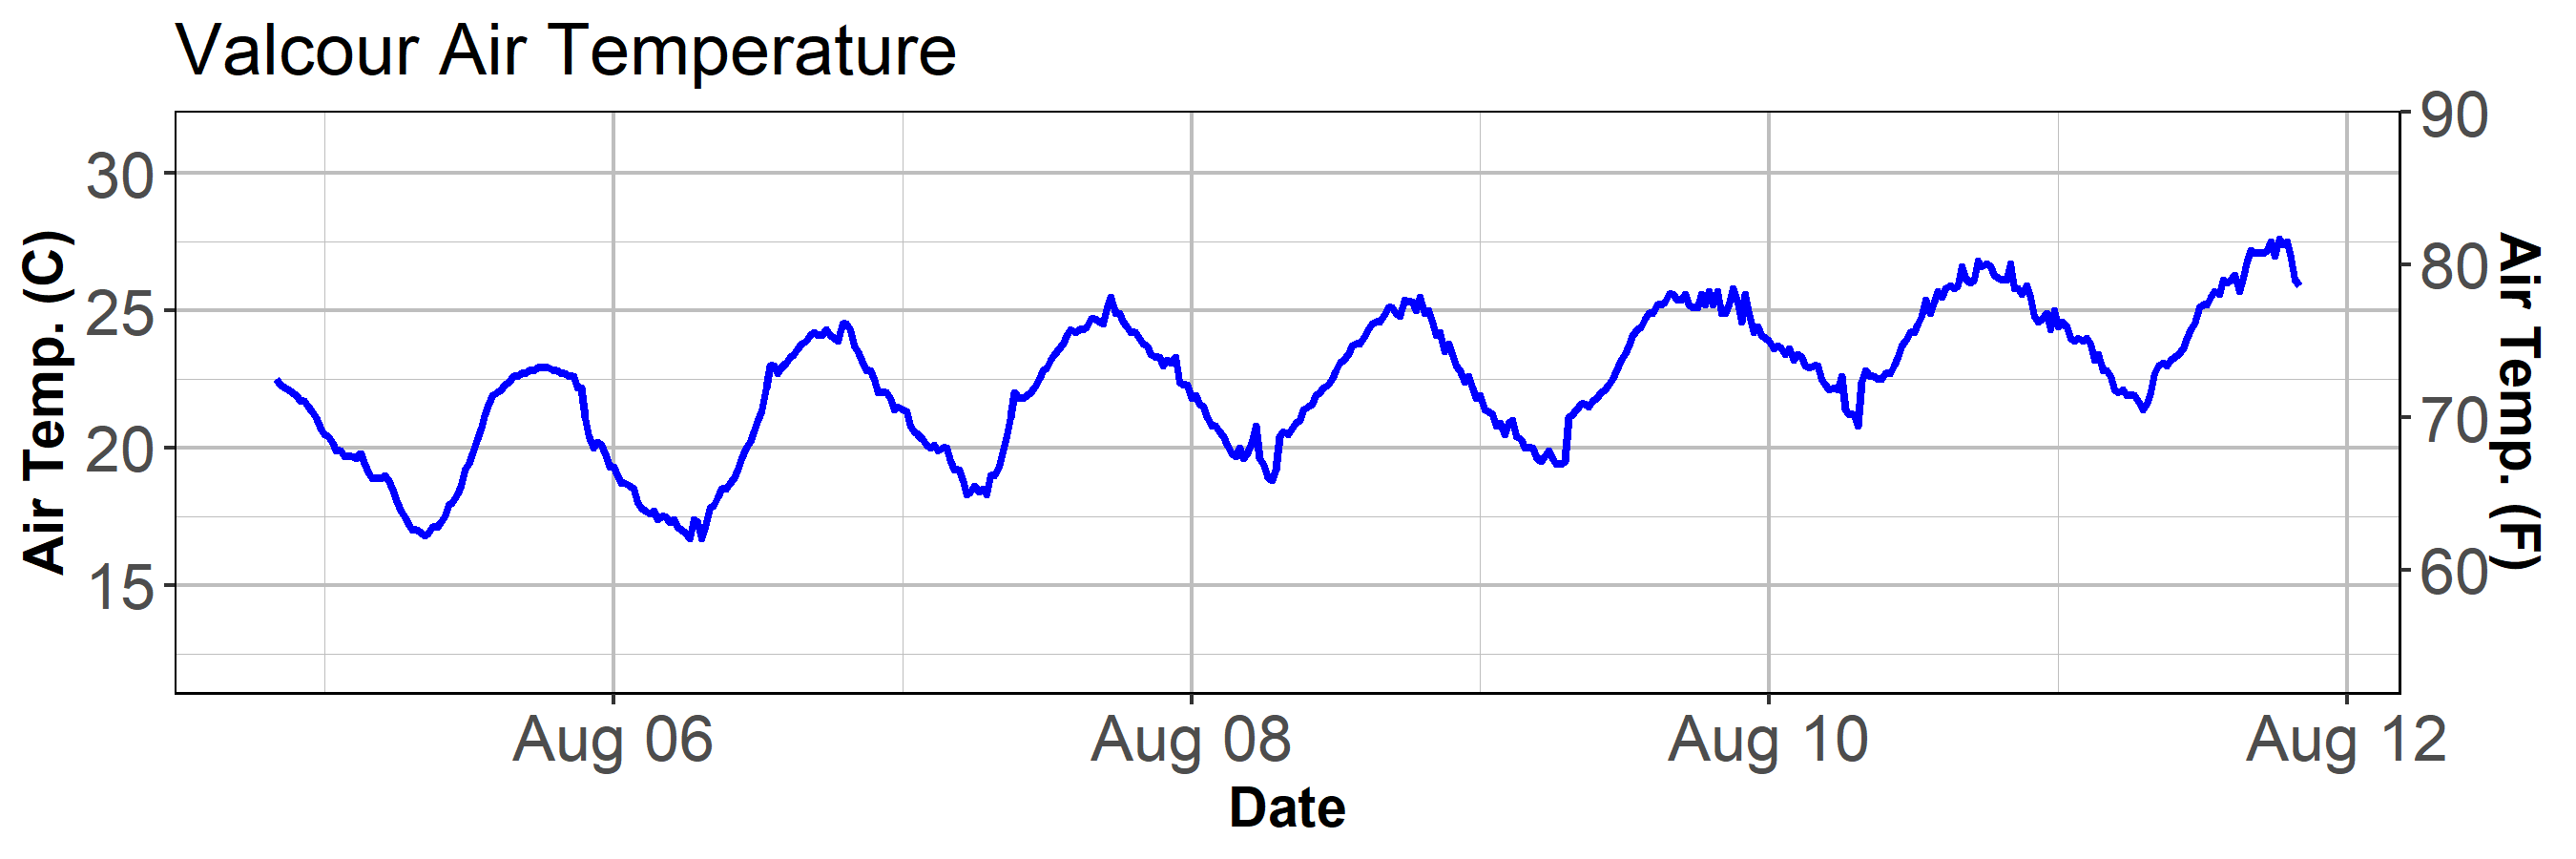 Valcour Air Temperature
Air Temp. (C)
30
25
20
15
90
80
70
60
Air Temp. (F)
Aug 06
Aug 08
Aug 10
Aug 12
Date